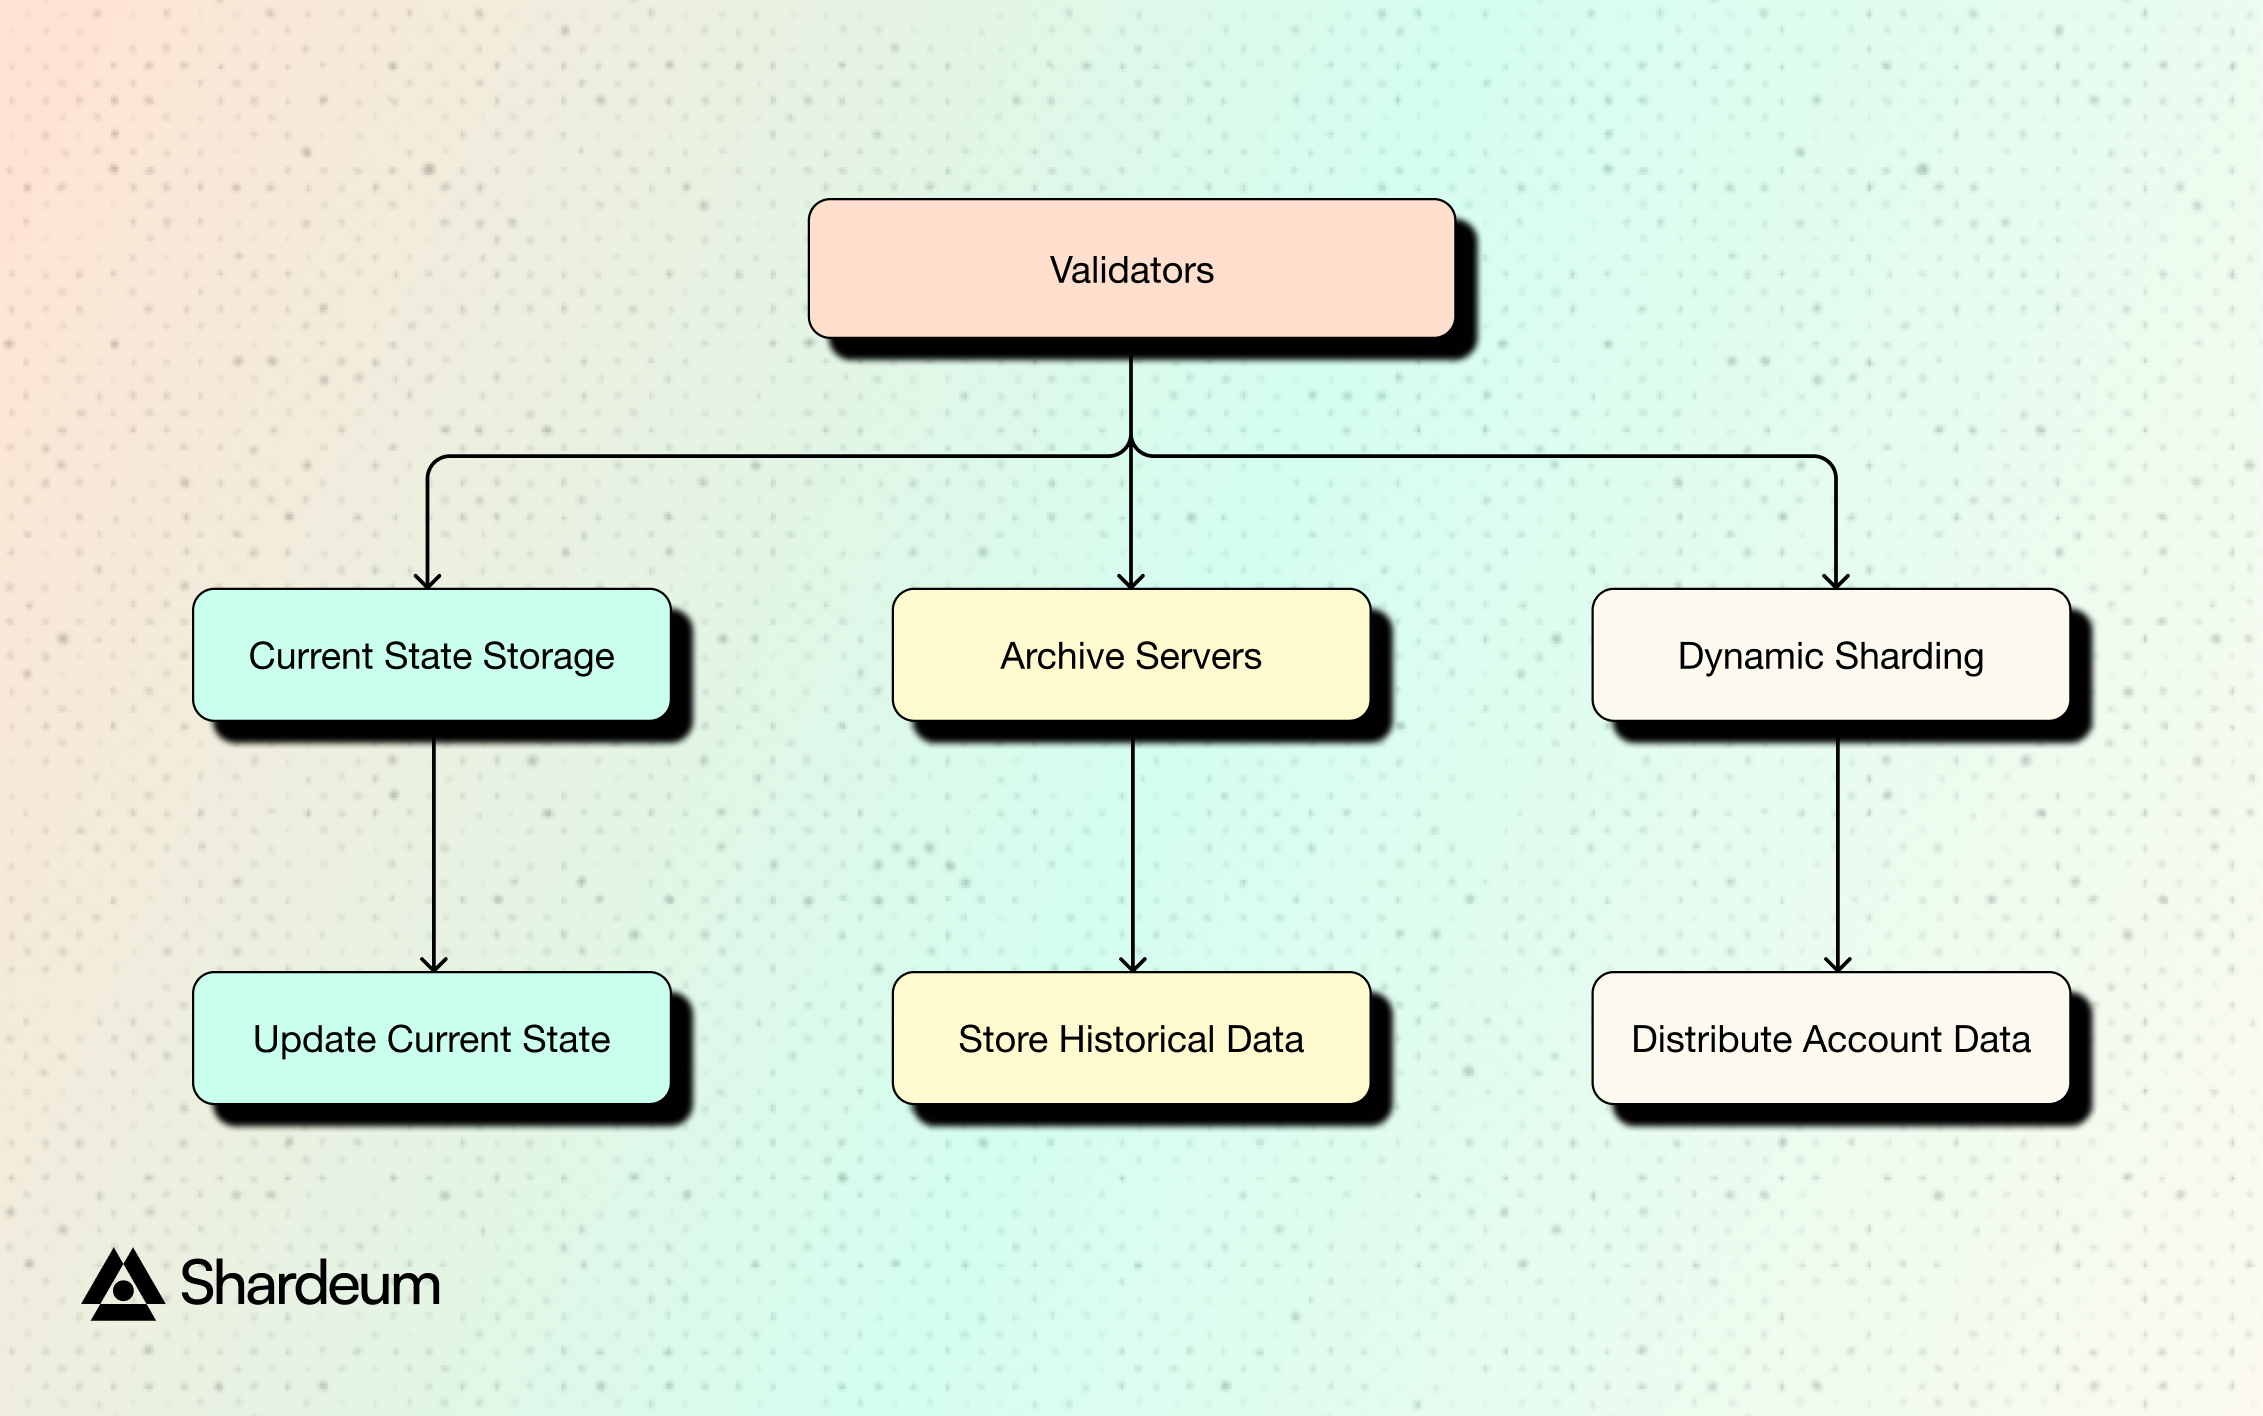 Validators
Current State Storage
Archive Servers
Dynamic Sharding
Update Current State
Store Historical Data
Distribute Account Data
Shardeum